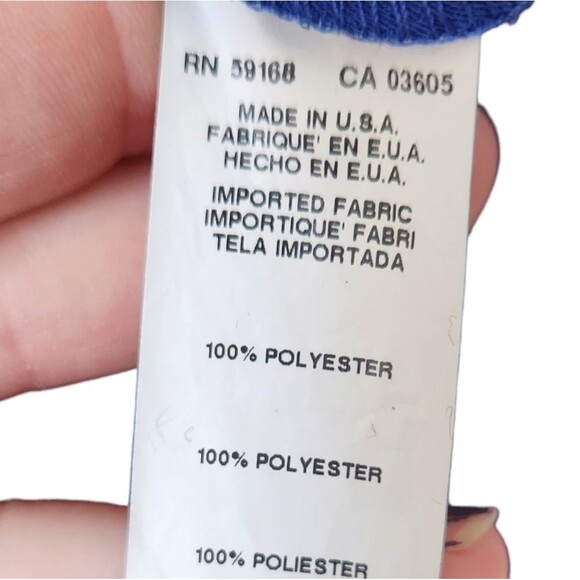 RN 59168 CA 03605
MADE IN U.S.A.
FABRIQUE' EN E.U.A.
HECHO EN E.U.A.
IMPORTED FABRIC
IMPORTIQUE' FABRI
TELA IMPORTADA
100% POLYESTER
100% POLYESTER
100% POLIESTER